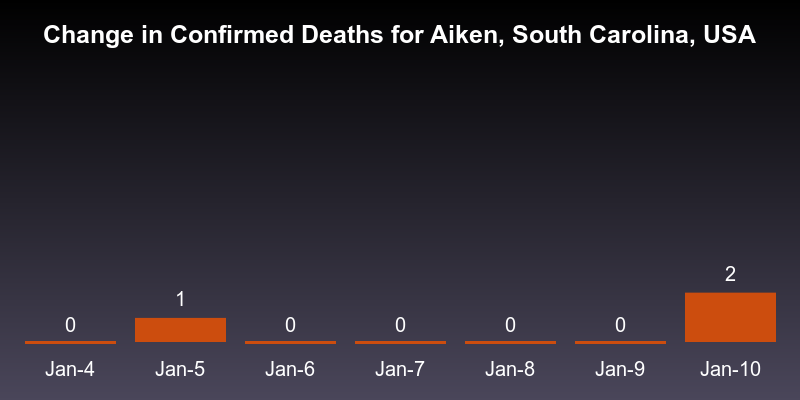 Change in Confirmed Deaths for Aiken, South Carolina, USA
0 1 0 0 0 0 2
Jan-4 Jan-5 Jan-6 Jan-7 Jan-8 Jan-9 Jan-10